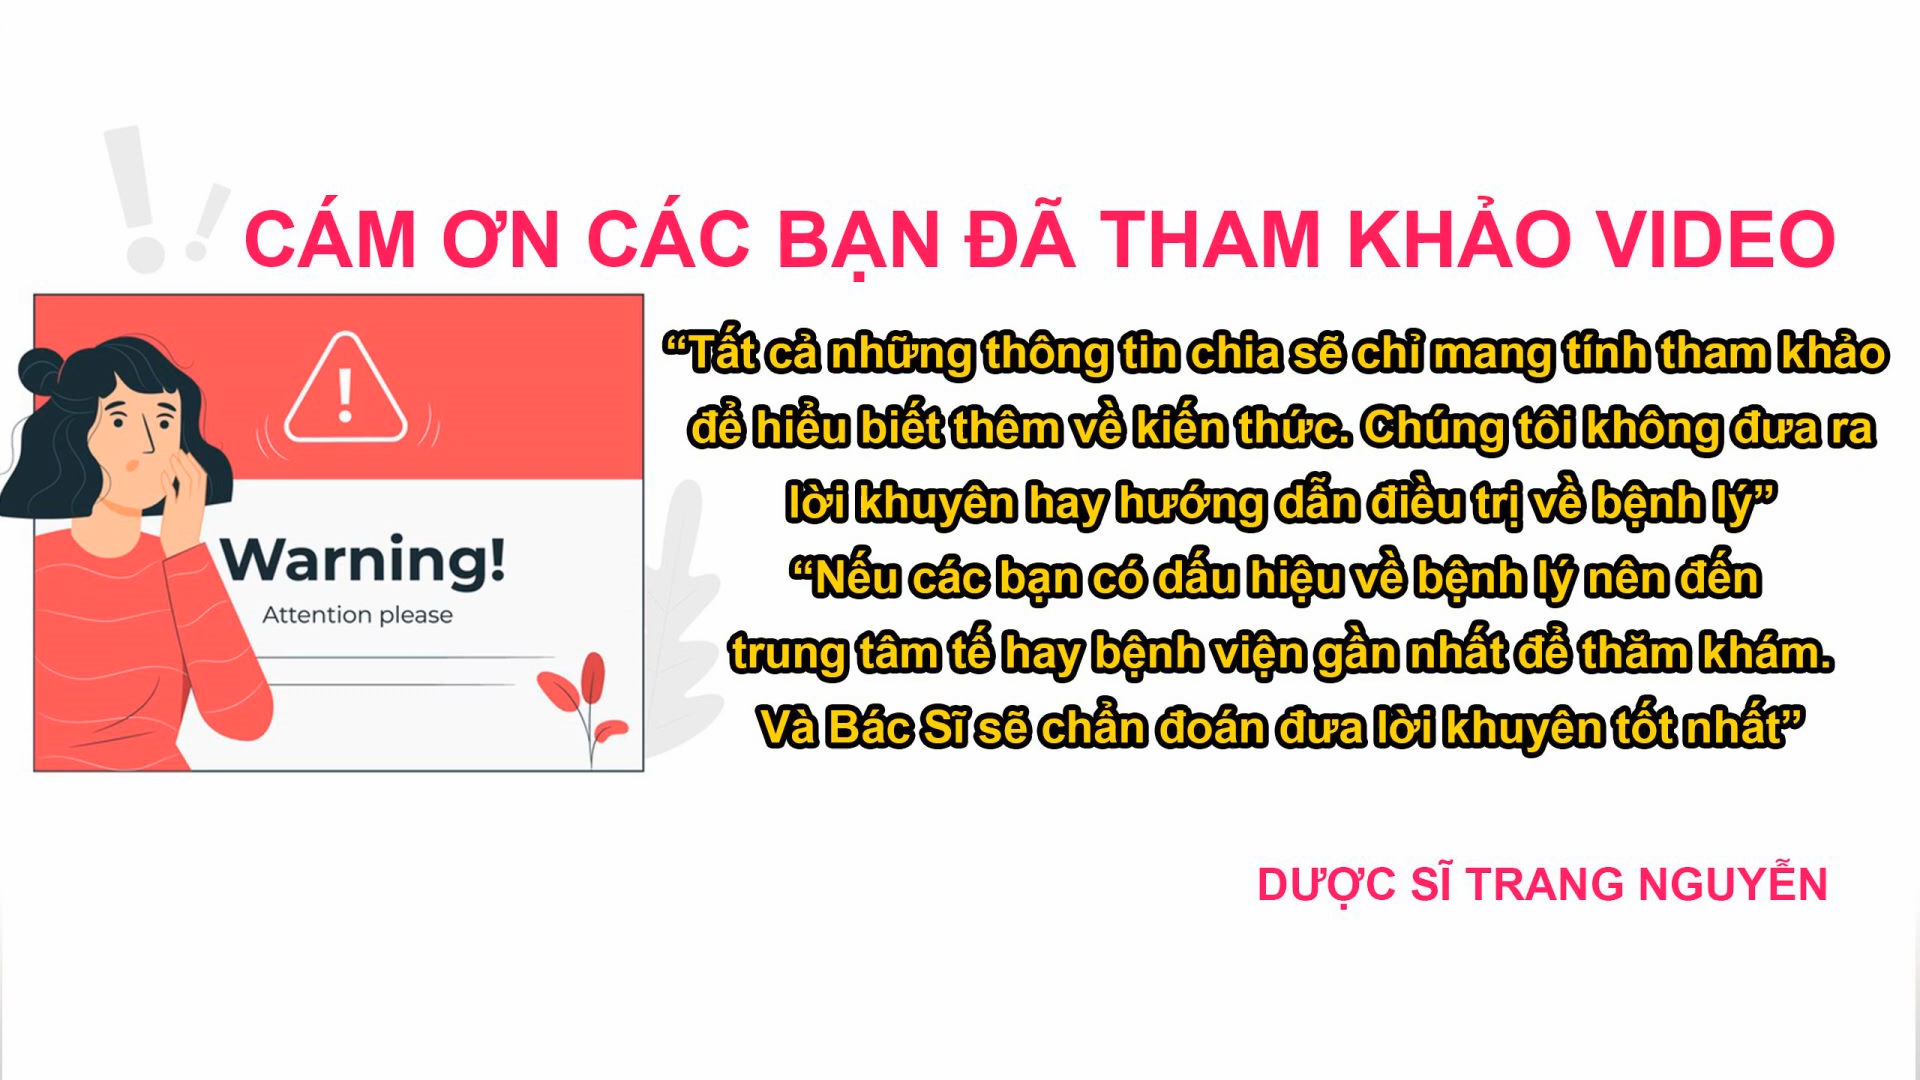 CÁM ƠN CÁC BẠN ĐÃ THAM KHẢO VIDEO
Warning!
Attention please
“Tất cả những thông tin chia sẽ chỉ mang tính tham khảo
để hiểu biết thêm về kiến thức. Chúng tôi không đưa ra
lời khuyên hay hướng dẫn điều trị về bệnh lý”
“Nếu các bạn có dấu hiệu về bệnh lý nên đến
trung tâm tế hay bệnh viện gần nhất để thăm khám.
Và Bác Sĩ sẽ chẩn đoán đưa lời khuyên tốt nhất”
DƯỢC SĨ TRANG NGUYỄN